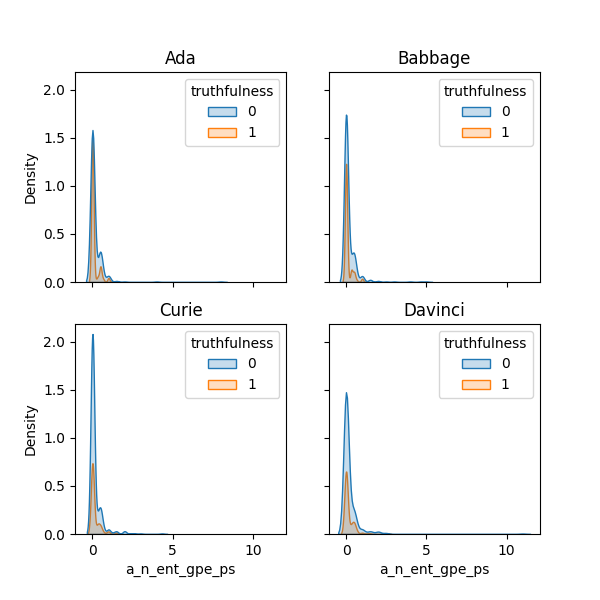 Ada
Babbage
2.0
1.5
1.0
0.5
0.0
Density
truthfulness
0
1
truthfulness
0
1
Curie
Davinci
2.0
1.5
1.0
0.5
0.0
Density
truthfulness
0
1
truthfulness
0
1
0
5
10
0
5
10
a_n_ent_gpe_ps
a_n_ent_gpe_ps